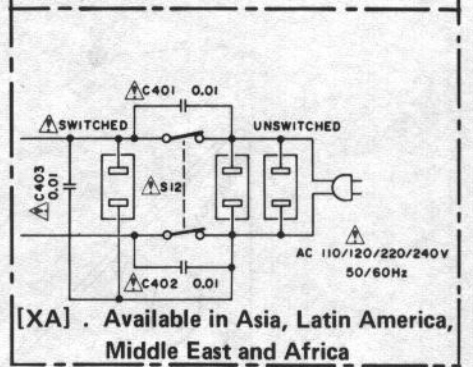 ⚠C401 0.01
⚠SWITCHED
UNSWITCHED
⚠C403
0.01
⚠S12
⚠
AC 110/120/220/240V
50/60Hz
⚠C402 0.01
[XA] . Available in Asia, Latin America,
Middle East and Africa